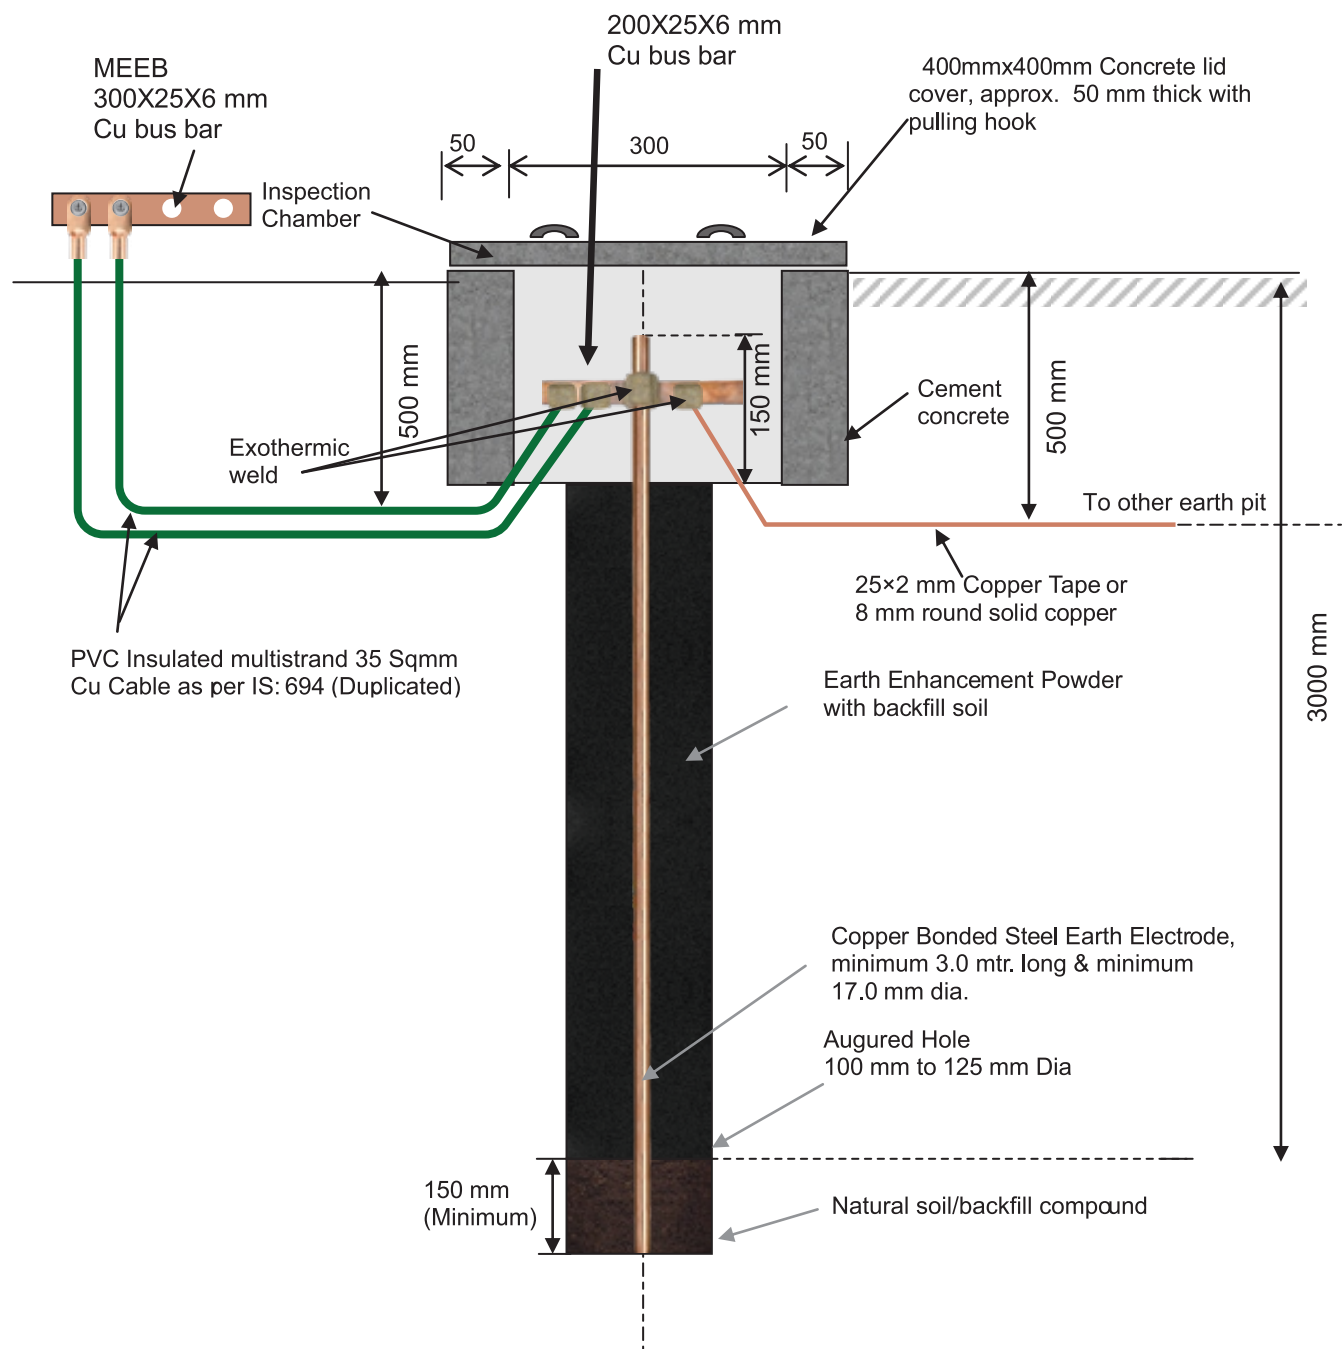 200X25X6 mm
Cu bus bar
MEEB
300X25X6 mm
Cu bus bar
400mmx400mm Concrete lid
cover, approx. 50 mm thick with
pulling hook
50
300
50
Inspection
Chamber
500 mm
150 mm
500 mm
Cement
concrete
Exothermic
weld
To other earth pit
25×2 mm Copper Tape or
8 mm round solid copper
PVC Insulated multistrand 35 Sqmm
Cu Cable as per IS: 694 (Duplicated)
Earth Enhancement Powder
with backfill soil
3000 mm
Copper Bonded Steel Earth Electrode,
minimum 3.0 mtr. long & minimum
17.0 mm dia.
Augured Hole
100 mm to 125 mm Dia
150 mm
(Minimum)
Natural soil/backfill compound